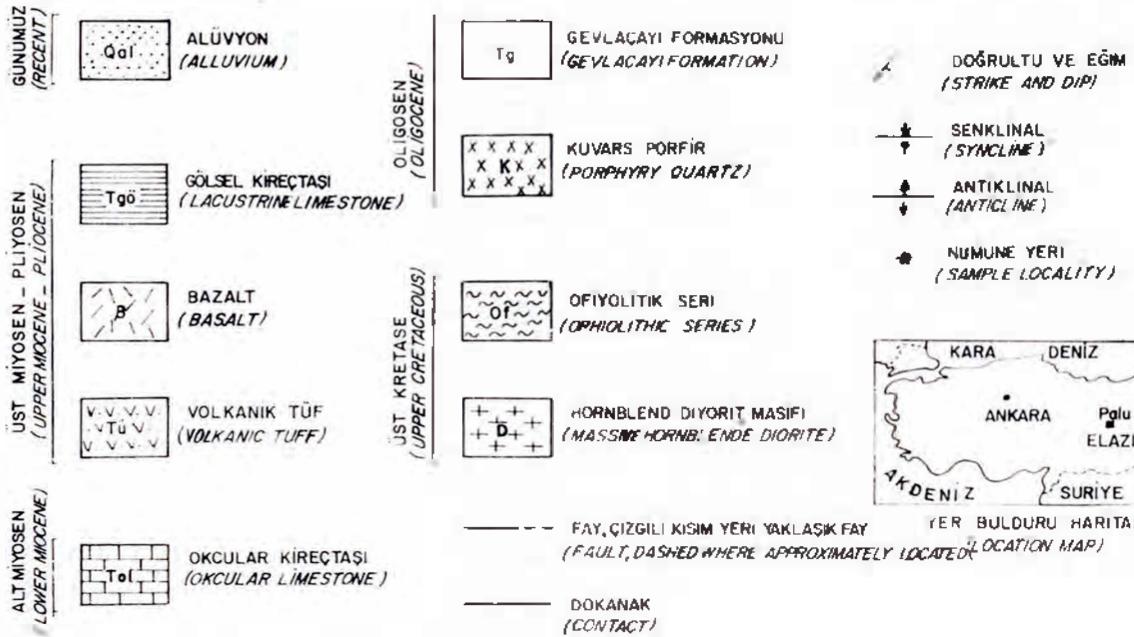 GÜNÜMÜZ
(RECENT)
Qal
ALÜVYON
(ALLUVIUM)
ÜST MİYOSEN _ PLİYOSEN
(UPPER MIOCENE _ PLIOCENE)
Tgö
GÖLSEL KİREÇTAŞI
(LACUSTRINE LIMESTONE)
B
BAZALT
(BASALT)
Tü
VOLKANİK TÜF
(VOLKANIC TUFF)
ALT MİYOSEN
(LOWER MIOCENE)
Tol
OKCULAR KİREÇTAŞI
(OKCULAR LIMESTONE)
OLİGOSEN
(OLIGOCENE)
Tg
GEVLAÇAYI FORMASYONU
(GEVLACAYI FORMATION)
K
KUVARS PÖRFİR
(PORPHYRY QUARTZ)
ÜST KRETASE
(UPPER CRETACEOUS)
Of
OFİYOLİTİK SERİ
(OPHIOLITHIC SERIES)
D
HORNBLEND DİYORİT MASİFİ
(MASSIVE HORNBLENDE DIORITE)
FAY, ÇİZGİLİ KISIM YERİ YAKLAŞIK FAY
(FAULT, DASHED WHERE APPROXIMATELY LOCATED)
DOKANAK
(CONTACT)
DOĞRULTU VE EĞİM
(STRIKE AND DIP)
SENKLİNAL
(SYNCLINE)
ANTİKLİNAL
(ANTICLINE)
NUMUNE YERİ
(SAMPLE LOCALITY)
KARA DENİZ
ANKARA
Palu
ELAZI
AKDENİZ
SURİYE
YER BULDURU HARİTA
(LOCATION MAP)